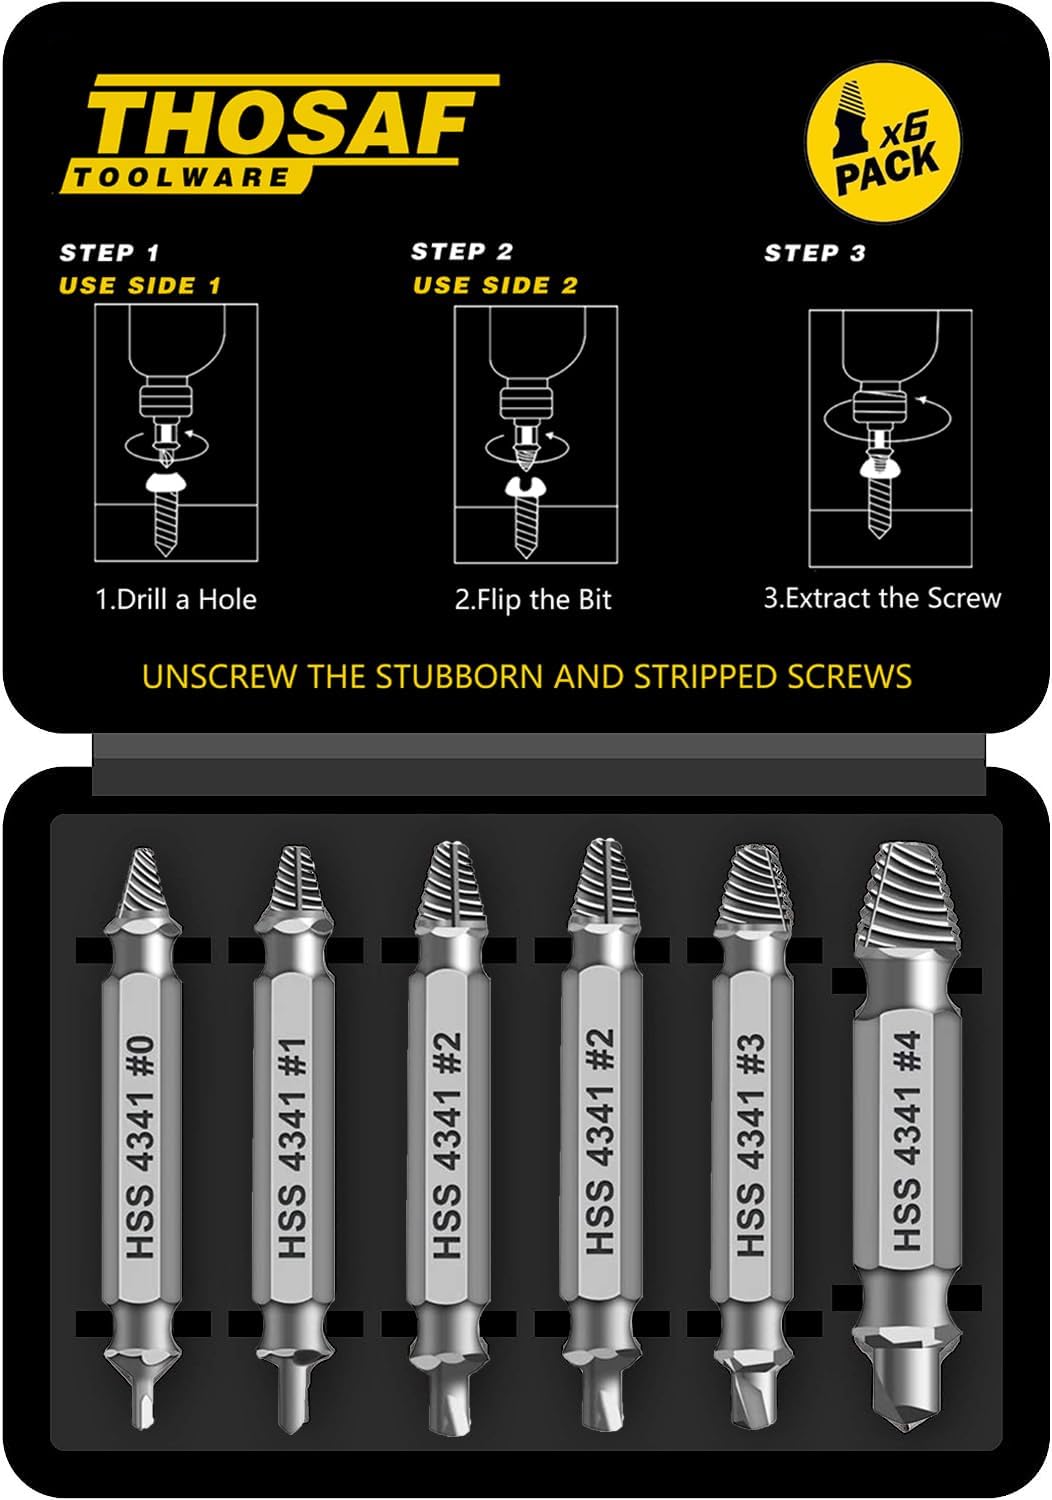 THOSAF
TOOLWARE
x6
PACK
STEP 1
USE SIDE 1
STEP 2
USE SIDE 2
STEP 3
1.Drill a Hole
2.Flip the Bit
3.Extract the Screw
UNSCREW THE STUBBORN AND STRIPPED SCREWS
HSS 4341 #0
HSS 4341 #1
HSS 4341 #2
HSS 4341 #2
HSS 4341 #3
HSS 4341 #4